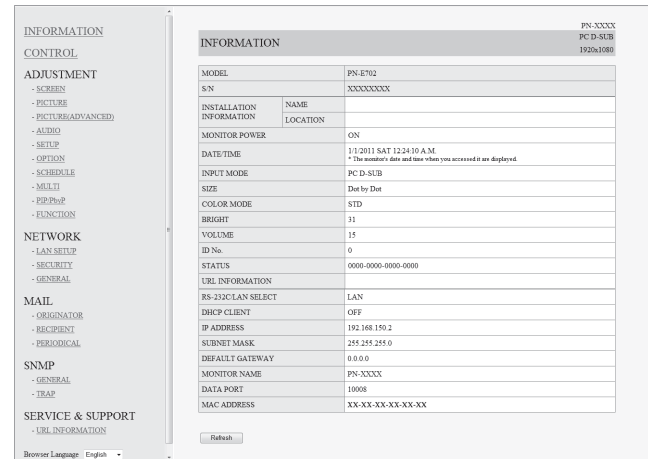 INFORMATION
CONTROL
ADJUSTMENT
- SCREEN
- PICTURE
- PICTURE(ADVANCED)
- AUDIO
- SETUP
- OPTION
- SCHEDULE
- MULTI
- PIP/PbyP
- FUNCTION
NETWORK
- LAN SETUP
- SECURITY
- GENERAL
MAIL
- ORIGINATOR
- RECIPIENT
- PERIODICAL
SNMP
- GENERAL
- TRAP
SERVICE & SUPPORT
- URL INFORMATION
Browser Language English
PN-XXXX
INFORMATION
PC D-SUB
1920x1080
MODEL PN-E702
S/N XXXXXXXX
INSTALLATION INFORMATION NAME
LOCATION
MONITOR POWER ON
DATE/TIME 1/1/2011 SAT 12:24:10 A.M.
* The monitor's date and time when you accessed it are displayed.
INPUT MODE PC D-SUB
SIZE Dot by Dot
COLOR MODE STD
BRIGHT 31
VOLUME 15
ID No. 0
STATUS 0000-0000-0000-0000
URL INFORMATION
RS-232C/LAN SELECT LAN
DHCP CLIENT OFF
IP ADDRESS 192.168.150.2
SUBNET MASK 255.255.255.0
DEFAULT GATEWAY 0.0.0.0
MONITOR NAME PN-XXXX
DATA PORT 10008
MAC ADDRESS XX-XX-XX-XX-XX-XX
Refresh